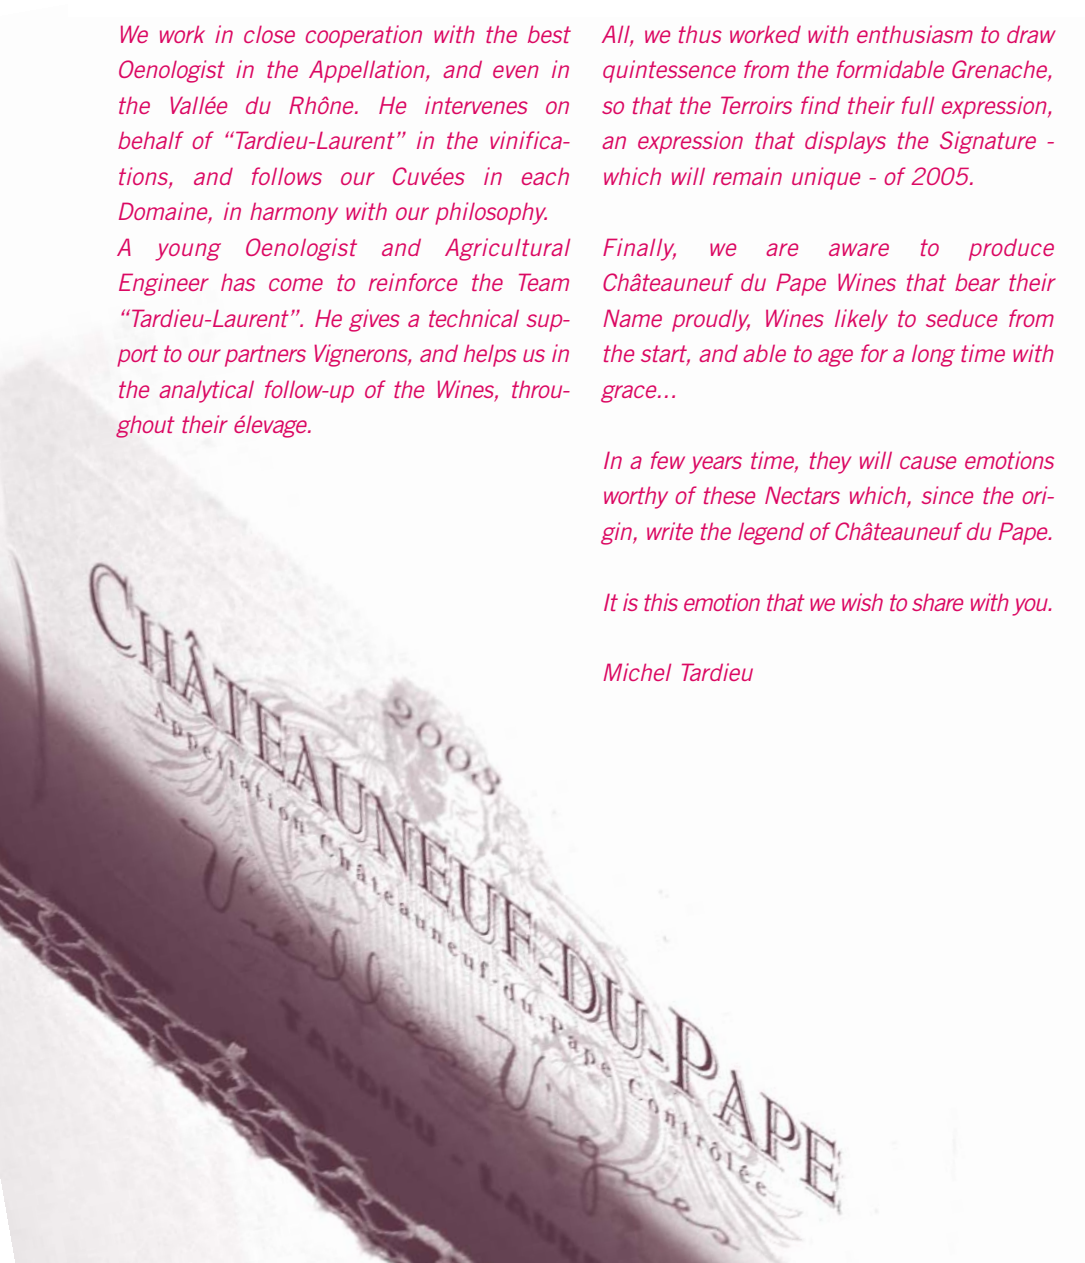 We work in close cooperation with the best
Oenologist in the Appellation, and even in
the Vallée du Rhône. He intervenes on
behalf of “Tardieu-Laurent” in the vinifica-
tions, and follows our Cuvées in each
Domaine, in harmony with our philosophy.
A young Oenologist and Agricultural
Engineer has come to reinforce the Team
“Tardieu-Laurent”. He gives a technical sup-
port to our partners Vignerons, and helps us in
the analytical follow-up of the Wines, throu-
ghout their élevage.
All, we thus worked with enthusiasm to draw
quintessence from the formidable Grenache,
so that the Terroirs find their full expression,
an expression that displays the Signature -
which will remain unique - of 2005.
Finally, we are aware to produce
Châteauneuf du Pape Wines that bear their
Name proudly, Wines likely to seduce from
the start, and able to age for a long time with
grace...
In a few years time, they will cause emotions
worthy of these Nectars which, since the ori-
gin, write the legend of Châteauneuf du Pape.
It is this emotion that we wish to share with you.
Michel Tardieu
2003
CHÂTEAUNEUF-DU-PAPE
Appellation Châteauneuf-du-Pape Contrôlée
Vieilles Vignes
TARDIEU - LAURENT